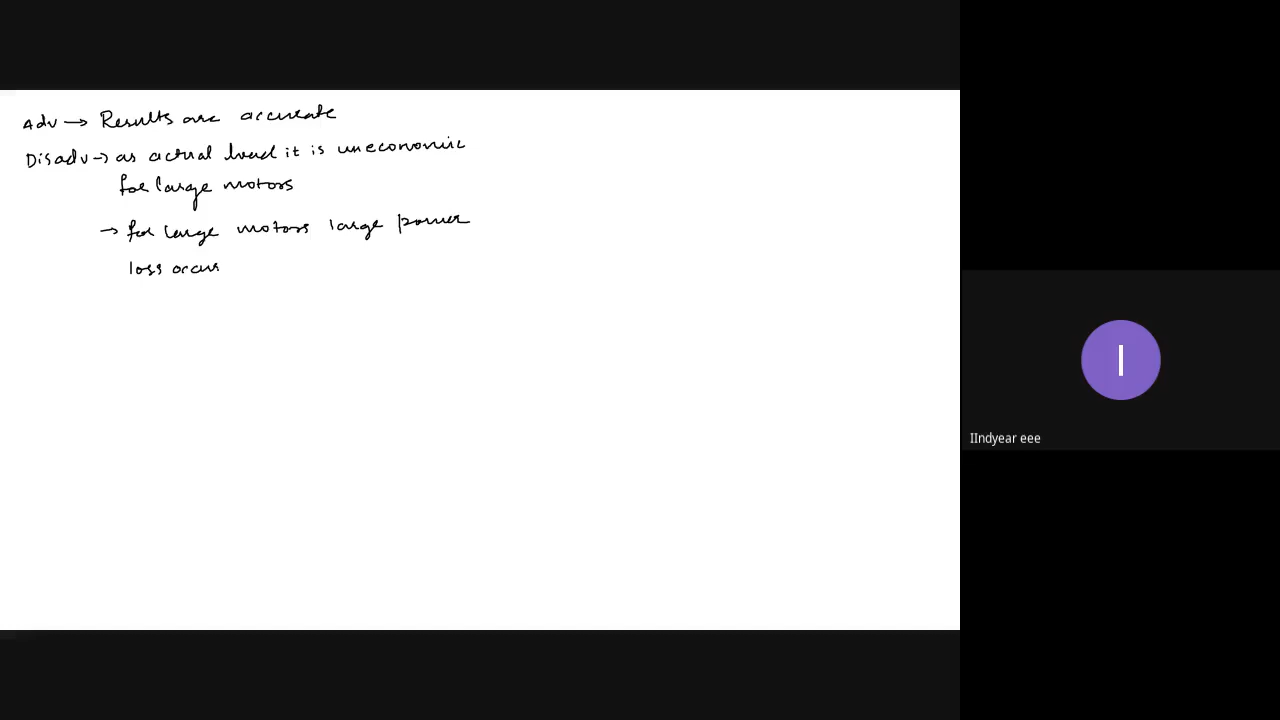 Adv → Results are accurate
Disadv → as actual load it is uneconomic
for large motors
→ for large motors large power
loss occurs
I
IIndyear eee